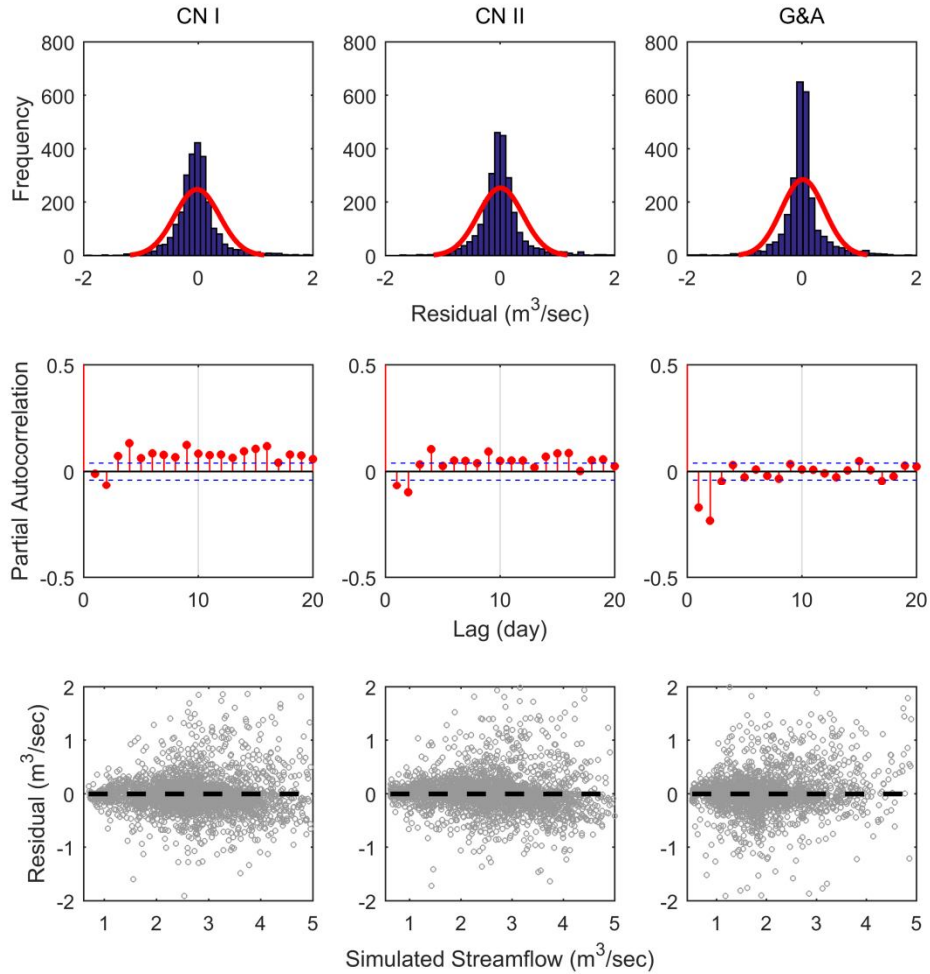 CN I CN II G&A
Frequency
800 800 800
600 600 600
400 400 400
200 200 200
0 0 0
-2 0 2 -2 0 2 -2 0 2
Residual (m³/sec)
Partial Autocorrelation
0.5 0.5 0.5
0 0 0
-0.5 -0.5 -0.5
0 10 20 0 10 20 0 10 20
Lag (day)
Residual (m³/sec)
2 2 2
1 1 1
0 0 0
-1 -1 -1
-2 -2 -2
1 2 3 4 5 1 2 3 4 5 1 2 3 4 5
Simulated Streamflow (m³/sec)